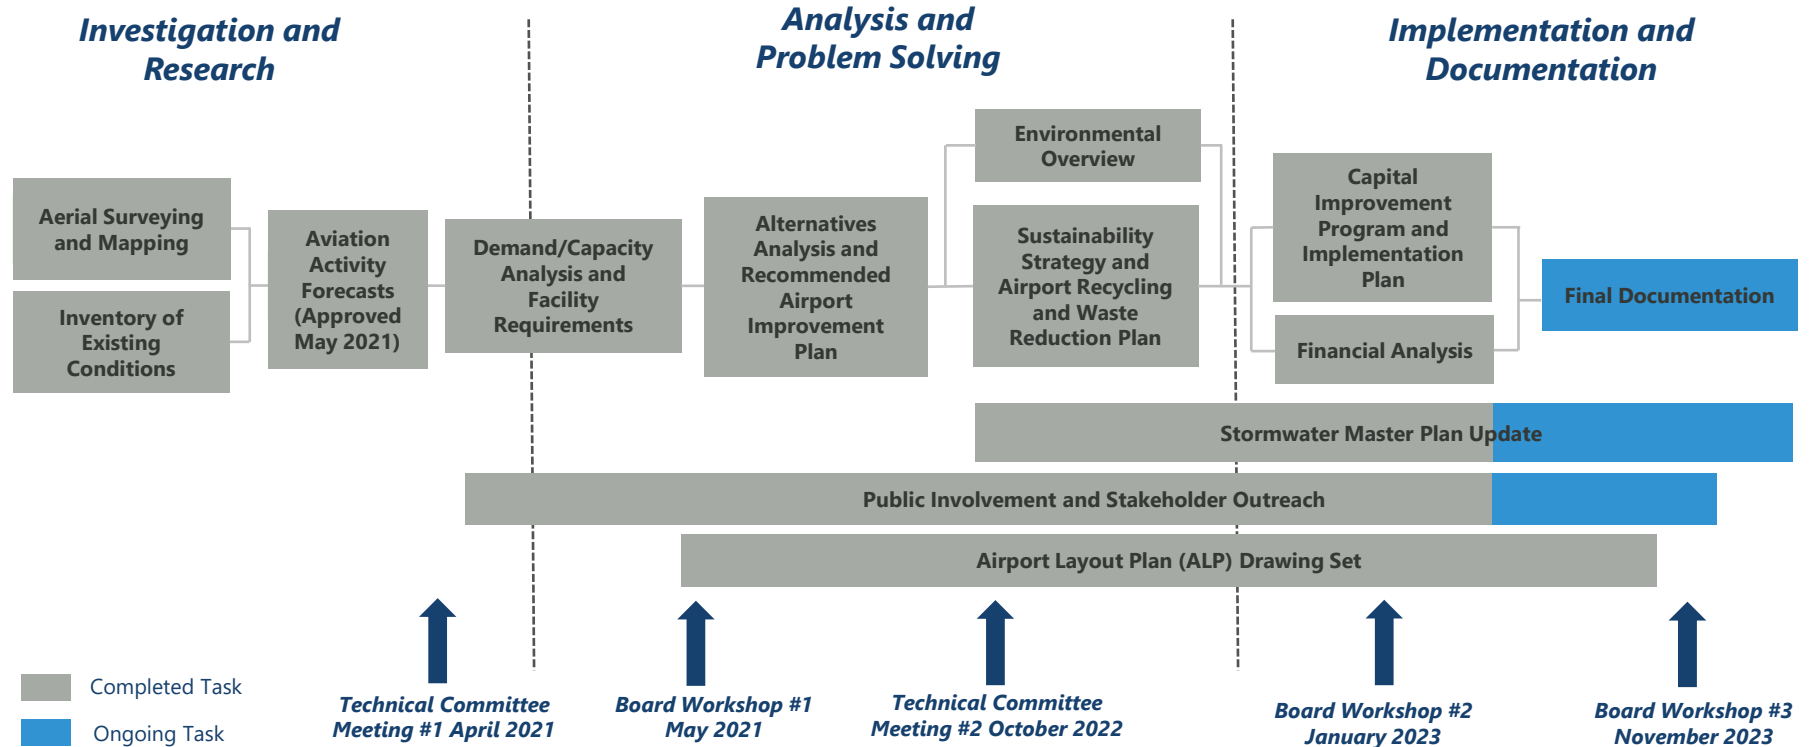 Investigation and
Research
Analysis and
Problem Solving
Implementation and
Documentation
Aerial Surveying
and Mapping
Inventory of
Existing
Conditions
Aviation
Activity
Forecasts
(Approved
May 2021)
Demand/Capacity
Analysis and
Facility
Requirements
Alternatives
Analysis and
Recommended
Airport
Improvement
Plan
Environmental
Overview
Sustainability
Strategy and
Airport Recycling
and Waste
Reduction Plan
Capital
Improvement
Program and
Implementation
Plan
Financial Analysis
Final Documentation
Stormwater Master Plan Update
Public Involvement and Stakeholder Outreach
Airport Layout Plan (ALP) Drawing Set
Completed Task
Ongoing Task
Technical Committee
Meeting #1 April 2021
Board Workshop #1
May 2021
Technical Committee
Meeting #2 October 2022
Board Workshop #2
January 2023
Board Workshop #3
November 2023